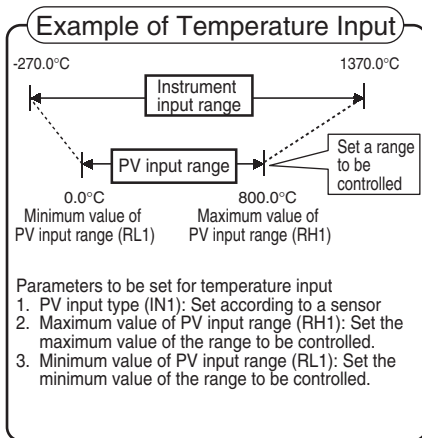 Example of Temperature Input
-270.0°C 1370.0°C
Instrument
input range
PV input range
Set a range
to be
controlled
0.0°C 800.0°C
Minimum value of Maximum value of
PV input range (RL1) PV input range (RH1)
Parameters to be set for temperature input
1. PV input type (IN1): Set according to a sensor
2. Maximum value of PV input range (RH1): Set the
maximum value of the range to be controlled.
3. Minimum value of PV input range (RL1): Set the
minimum value of the range to be controlled.